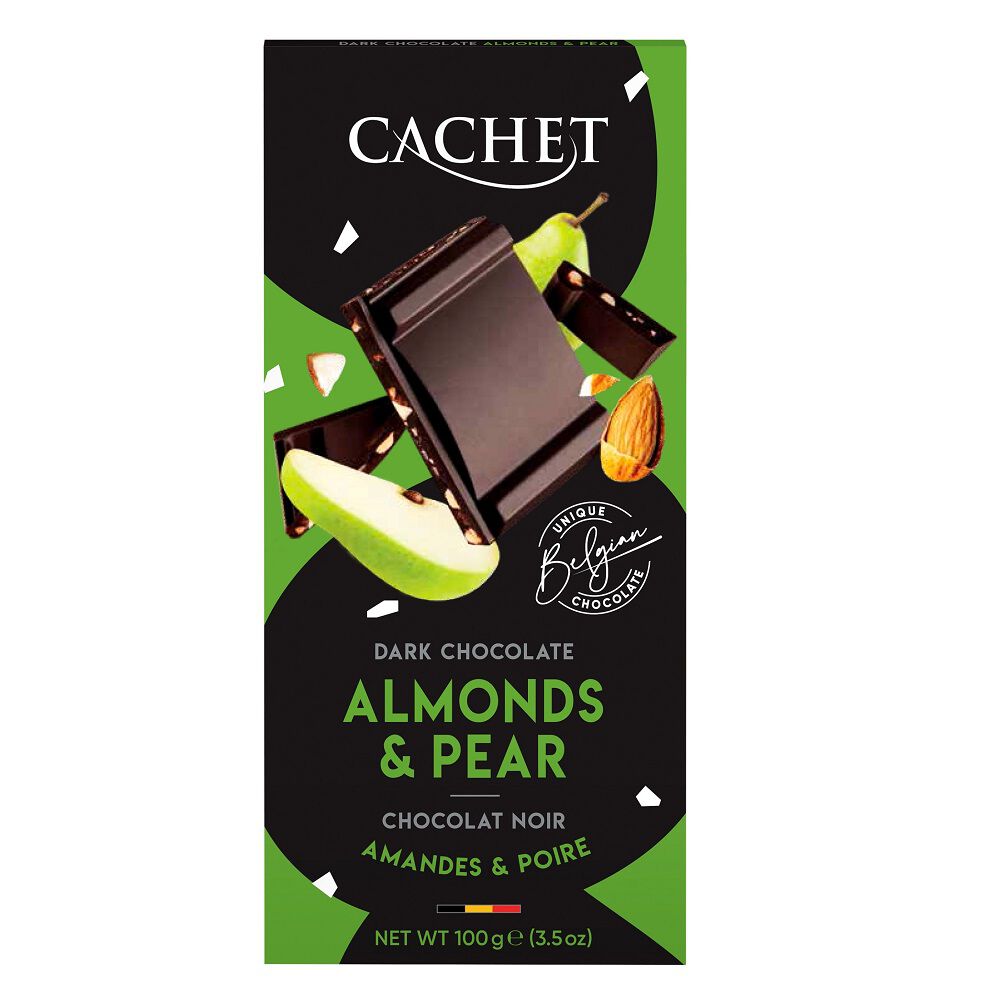 DARK CHOCOLATE ALMONDS & PEAR
CACHET
UNIQUE
Belgian
CHOCOLATE
DARK CHOCOLATE
ALMONDS
& PEAR
CHOCOLAT NOIR
AMANDES & POIRE
NET WT 100g℮ (3.5oz)